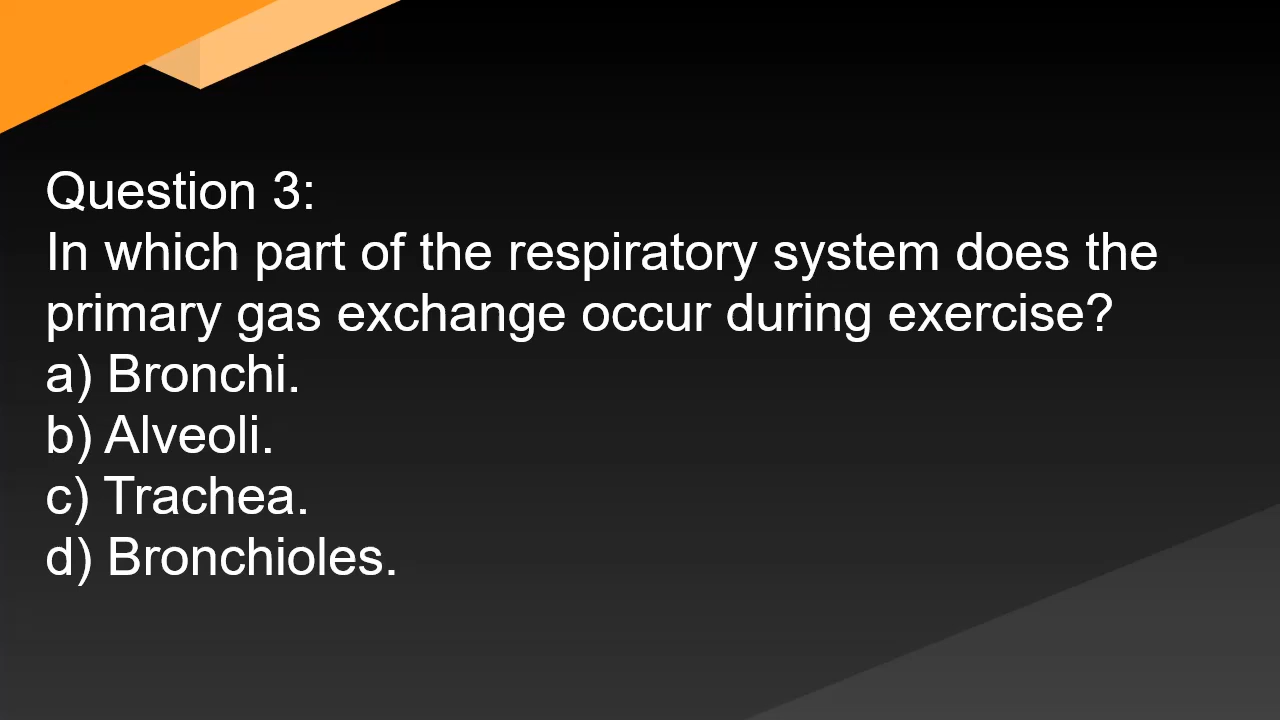 Question 3:
In which part of the respiratory system does the
primary gas exchange occur during exercise?
a) Bronchi.
b) Alveoli.
c) Trachea.
d) Bronchioles.